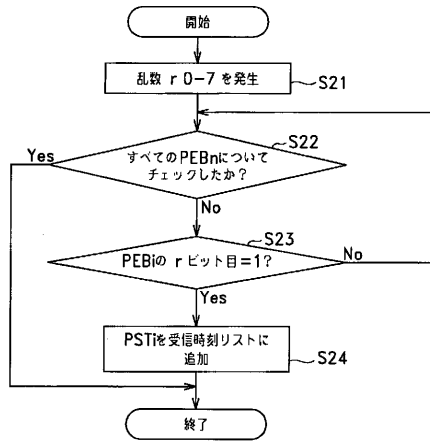 開始
乱数 r 0-7 を発生
S21
S22
Yes
すべてのPEBnについて
チェックしたか?
No
S23
PEBiの r ビット目=1?
No
Yes
PSTiを受信時刻リストに
追加
S24
終了